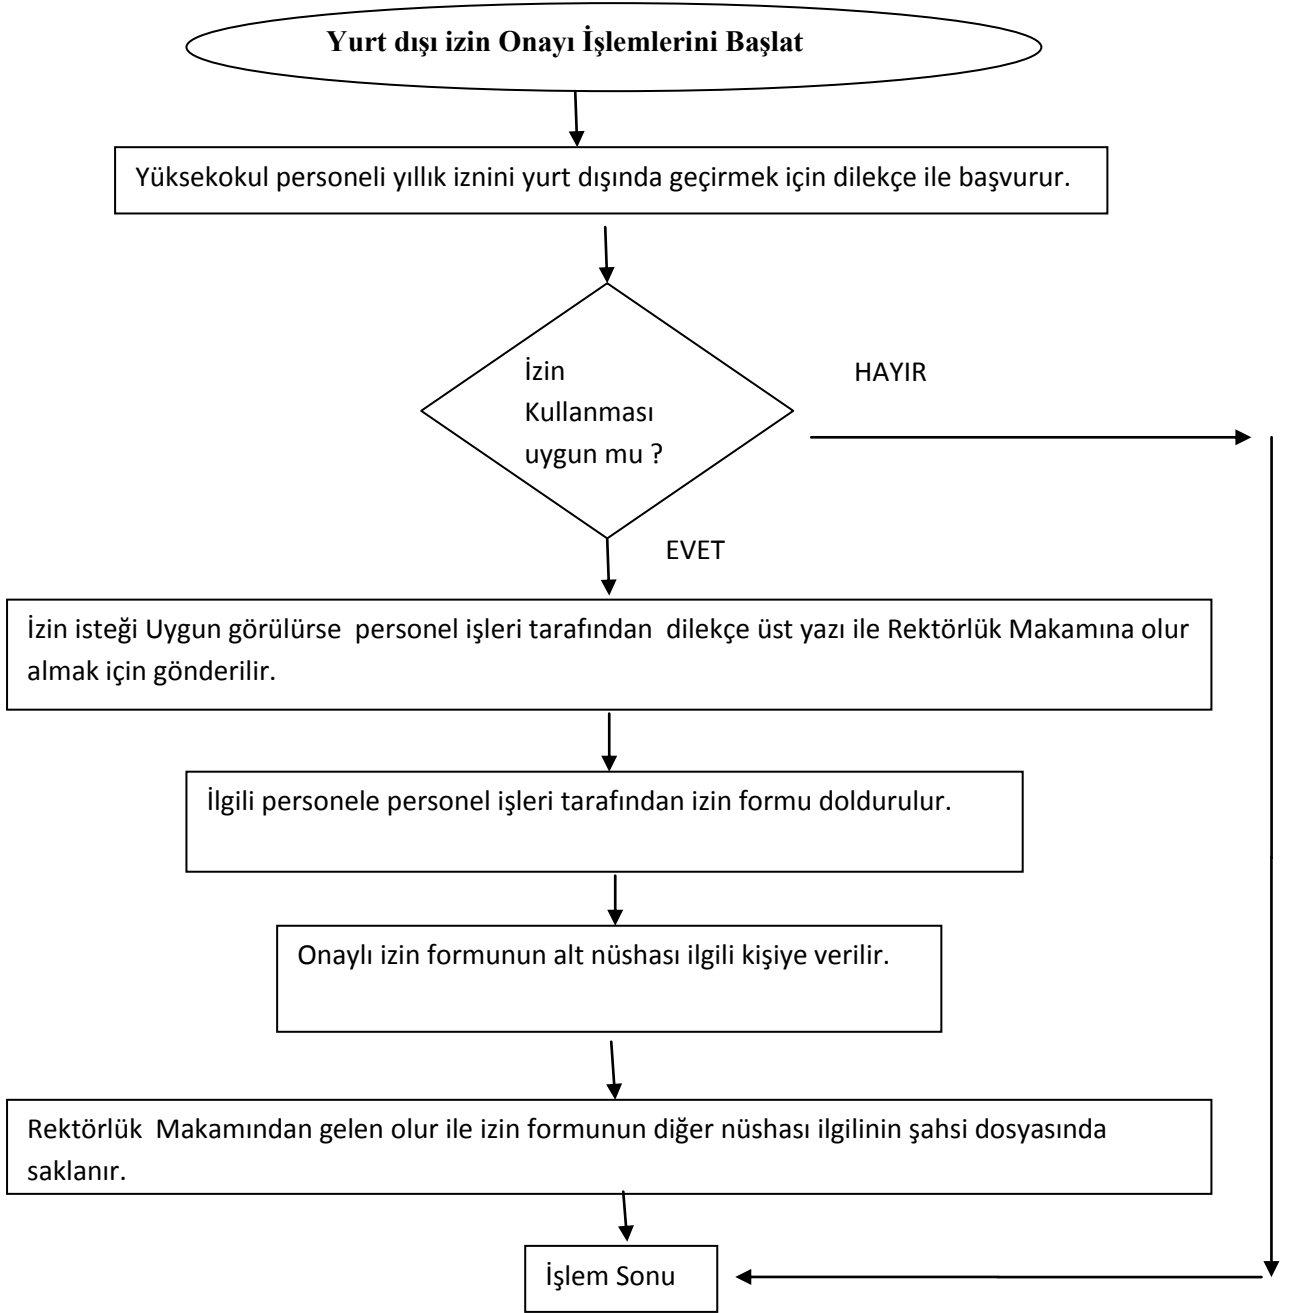 Yurt dışı izin Onayı İşlemlerini Başlat
Yüksekokul personeli yıllık iznini yurt dışında geçirmek için dilekçe ile başvurur.
İzin
Kullanması
uygun mu ?
HAYIR
EVET
İzin isteği Uygun görülürse personel işleri tarafından dilekçe üst yazı ile Rektörlük Makamına olur
almak için gönderilir.
İlgili personele personel işleri tarafından izin formu doldurulur.
Onaylı izin formunun alt nüshası ilgili kişiye verilir.
Rektörlük Makamından gelen olur ile izin formunun diğer nüshası ilgilinin şahsi dosyasında
saklanır.
İşlem Sonu